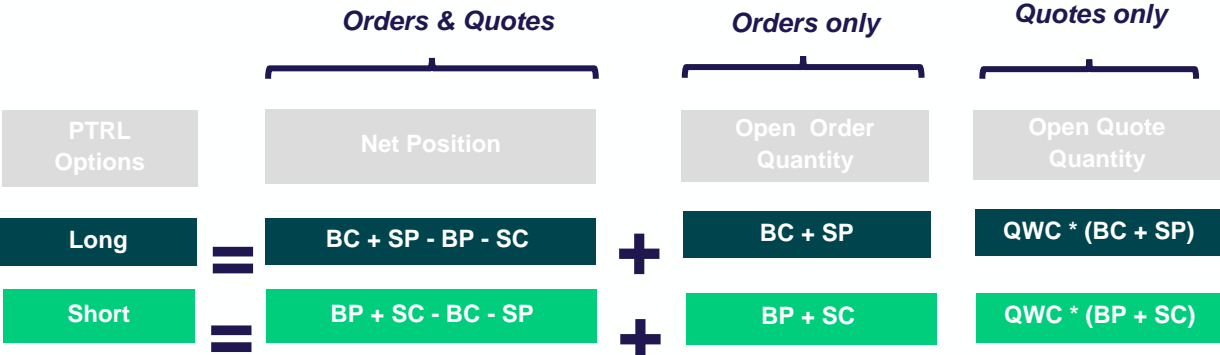 Orders & Quotes
Orders only
Quotes only
PTRL
Options
Net Position
Open Order
Quantity
Open Quote
Quantity
Long
=
BC + SP - BP - SC
+
BC + SP
QWC * (BC + SP)
Short
=
BP + SC - BC - SP
+
BP + SC
QWC * (BP + SC)